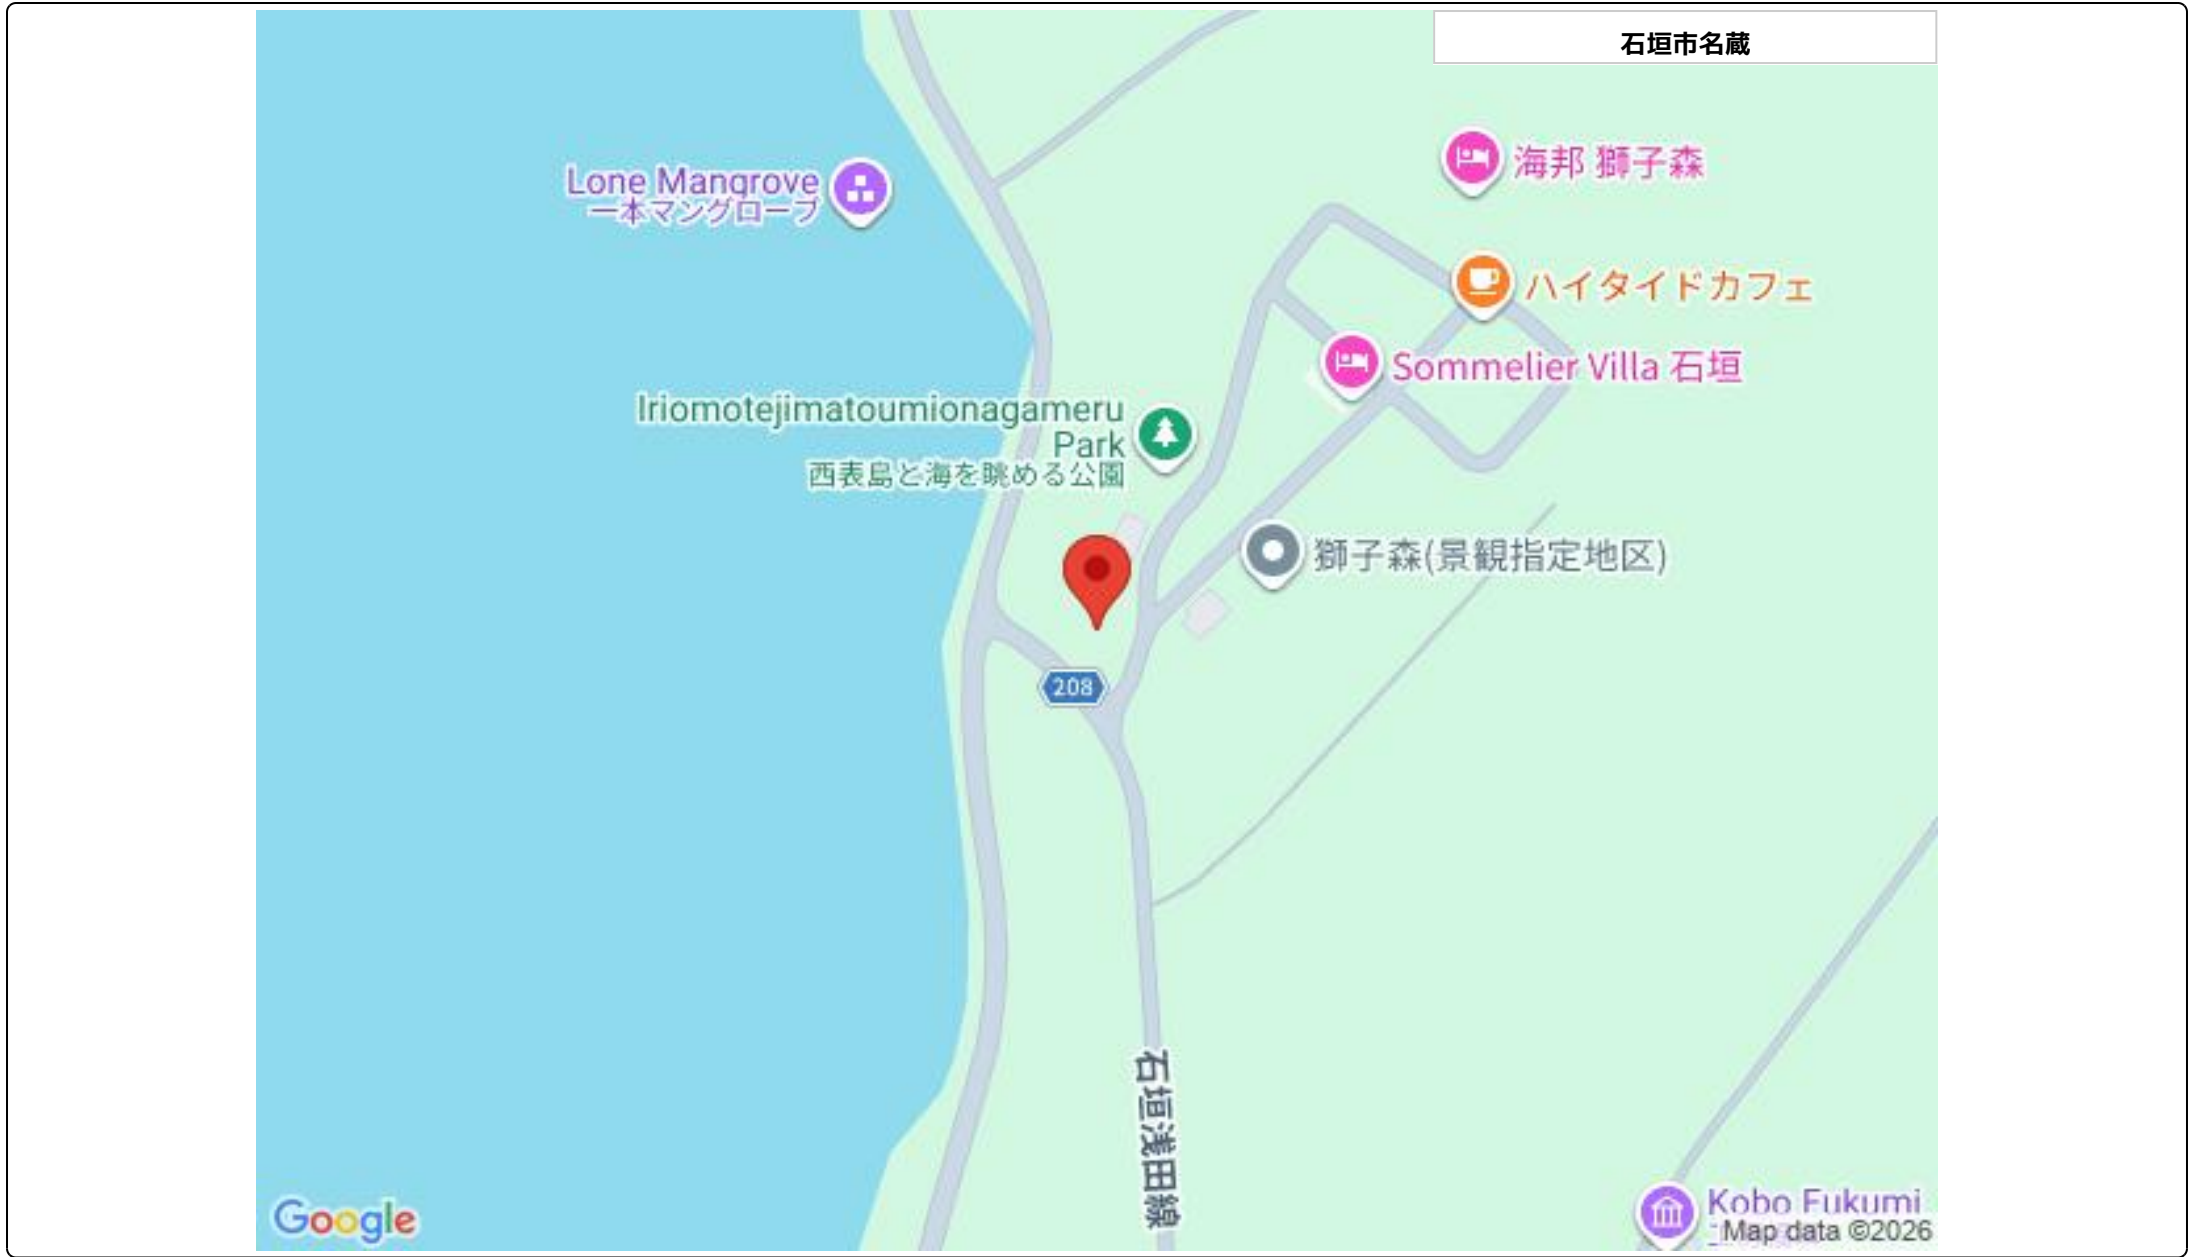 石垣市名蔵
海邦 獅子森
Lone Mangrove
一本マングローブ
ハイタイドカフェ
Sommelier Villa 石垣
Iriomotejimatoumionagameru
Park
西表島と海を眺める公園
獅子森(景観指定地区)
208
石垣浅田線
Kobo Fukumi
Google
Map data ©2026